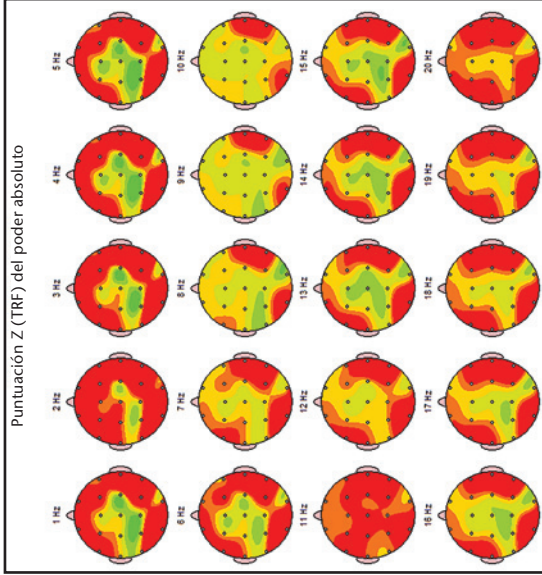 Puntuación Z (TRF) del poder absoluto
1 Hz 2 Hz 3 Hz 4 Hz 5 Hz
6 Hz 7 Hz 8 Hz 9 Hz 10 Hz
11 Hz 12 Hz 13 Hz 14 Hz 15 Hz
16 Hz 17 Hz 18 Hz 19 Hz 20 Hz